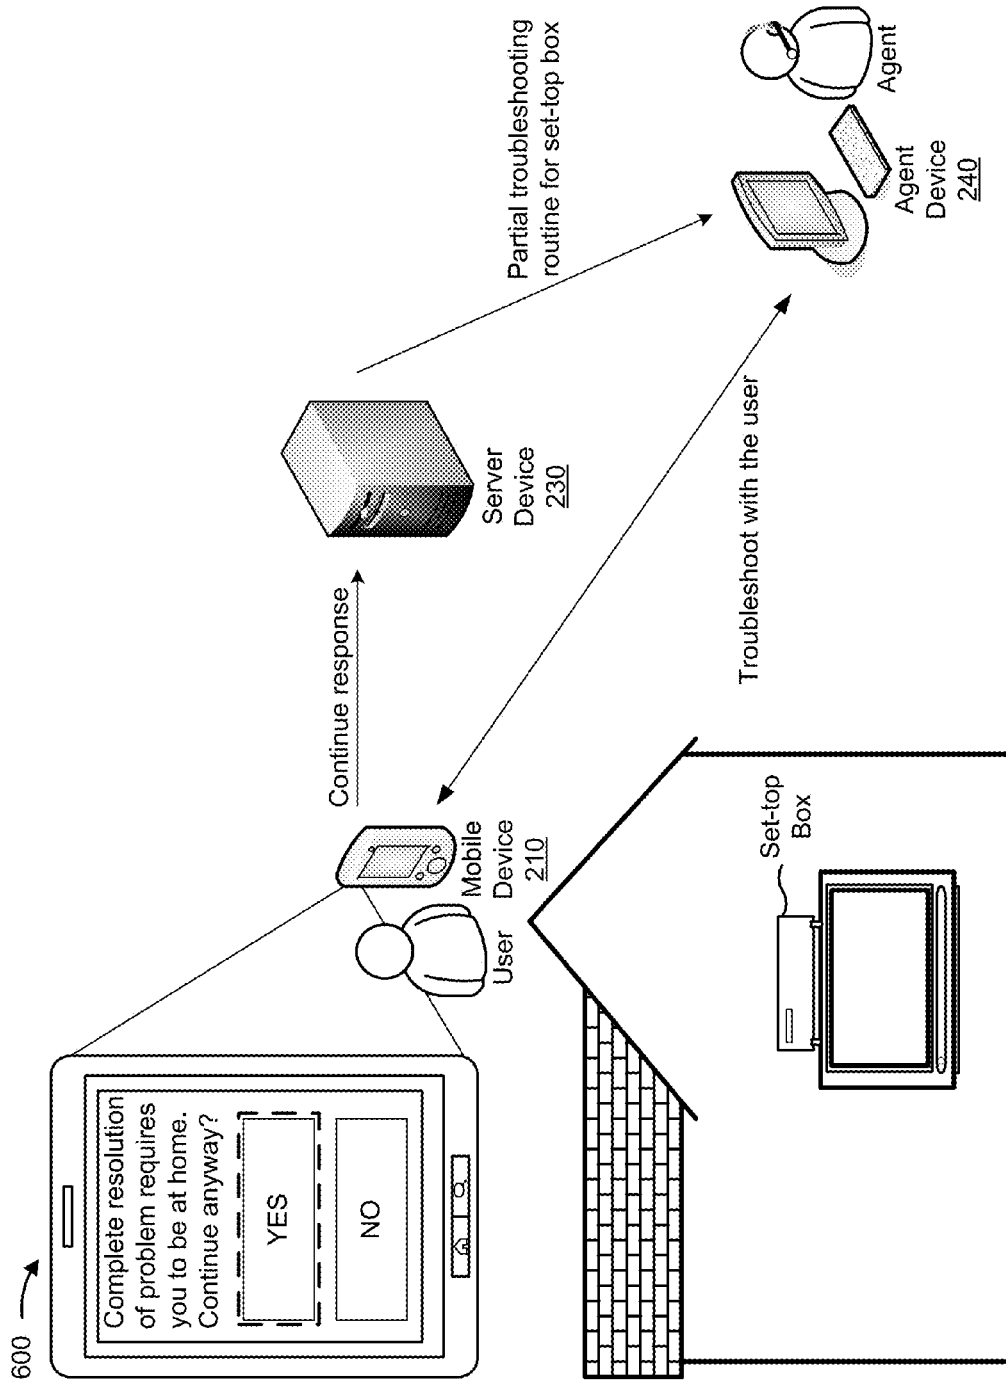 600
Complete resolution
of problem requires
you to be at home.
Continue anyway?
YES
NO
User
Mobile
Device
210
Continue response
Server
Device
230
Partial troubleshooting
routine for set-top box
Troubleshoot with the user
Agent
Device
240
Agent
Set-top
Box